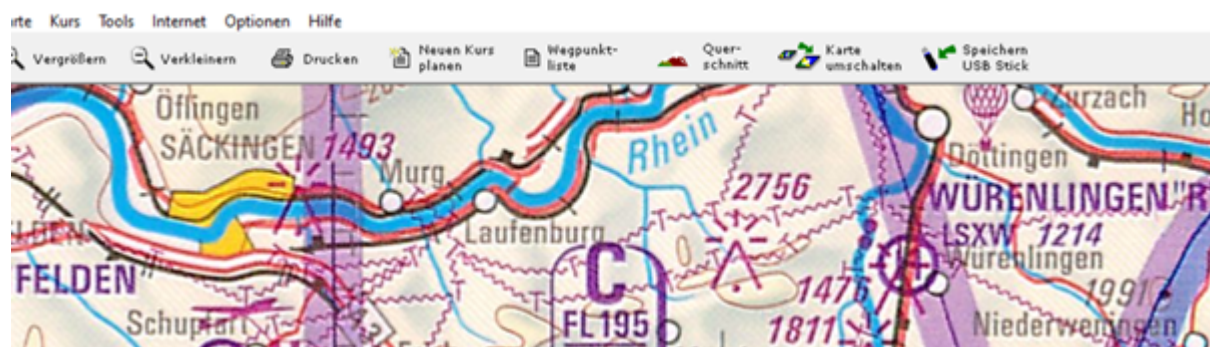 rte Kurs Tools Internet Optionen Hilfe
Vergrößern Verkleinern Drucken Neuen Kurs planen Wegpunkt-liste Quer-schnitt Karte umschalten Speichern USB Stick
Öflingen
SÄCKINGEN 1493
Murg
Laufenburg
Rhein
2756
Zurzach
Ho
Döttingen
WÜRENLINGEN"R
LSXW 1214
Würenlingen
FELDEN"
C
FL195
1476
1811
1991
Schupfart
Niederweningen